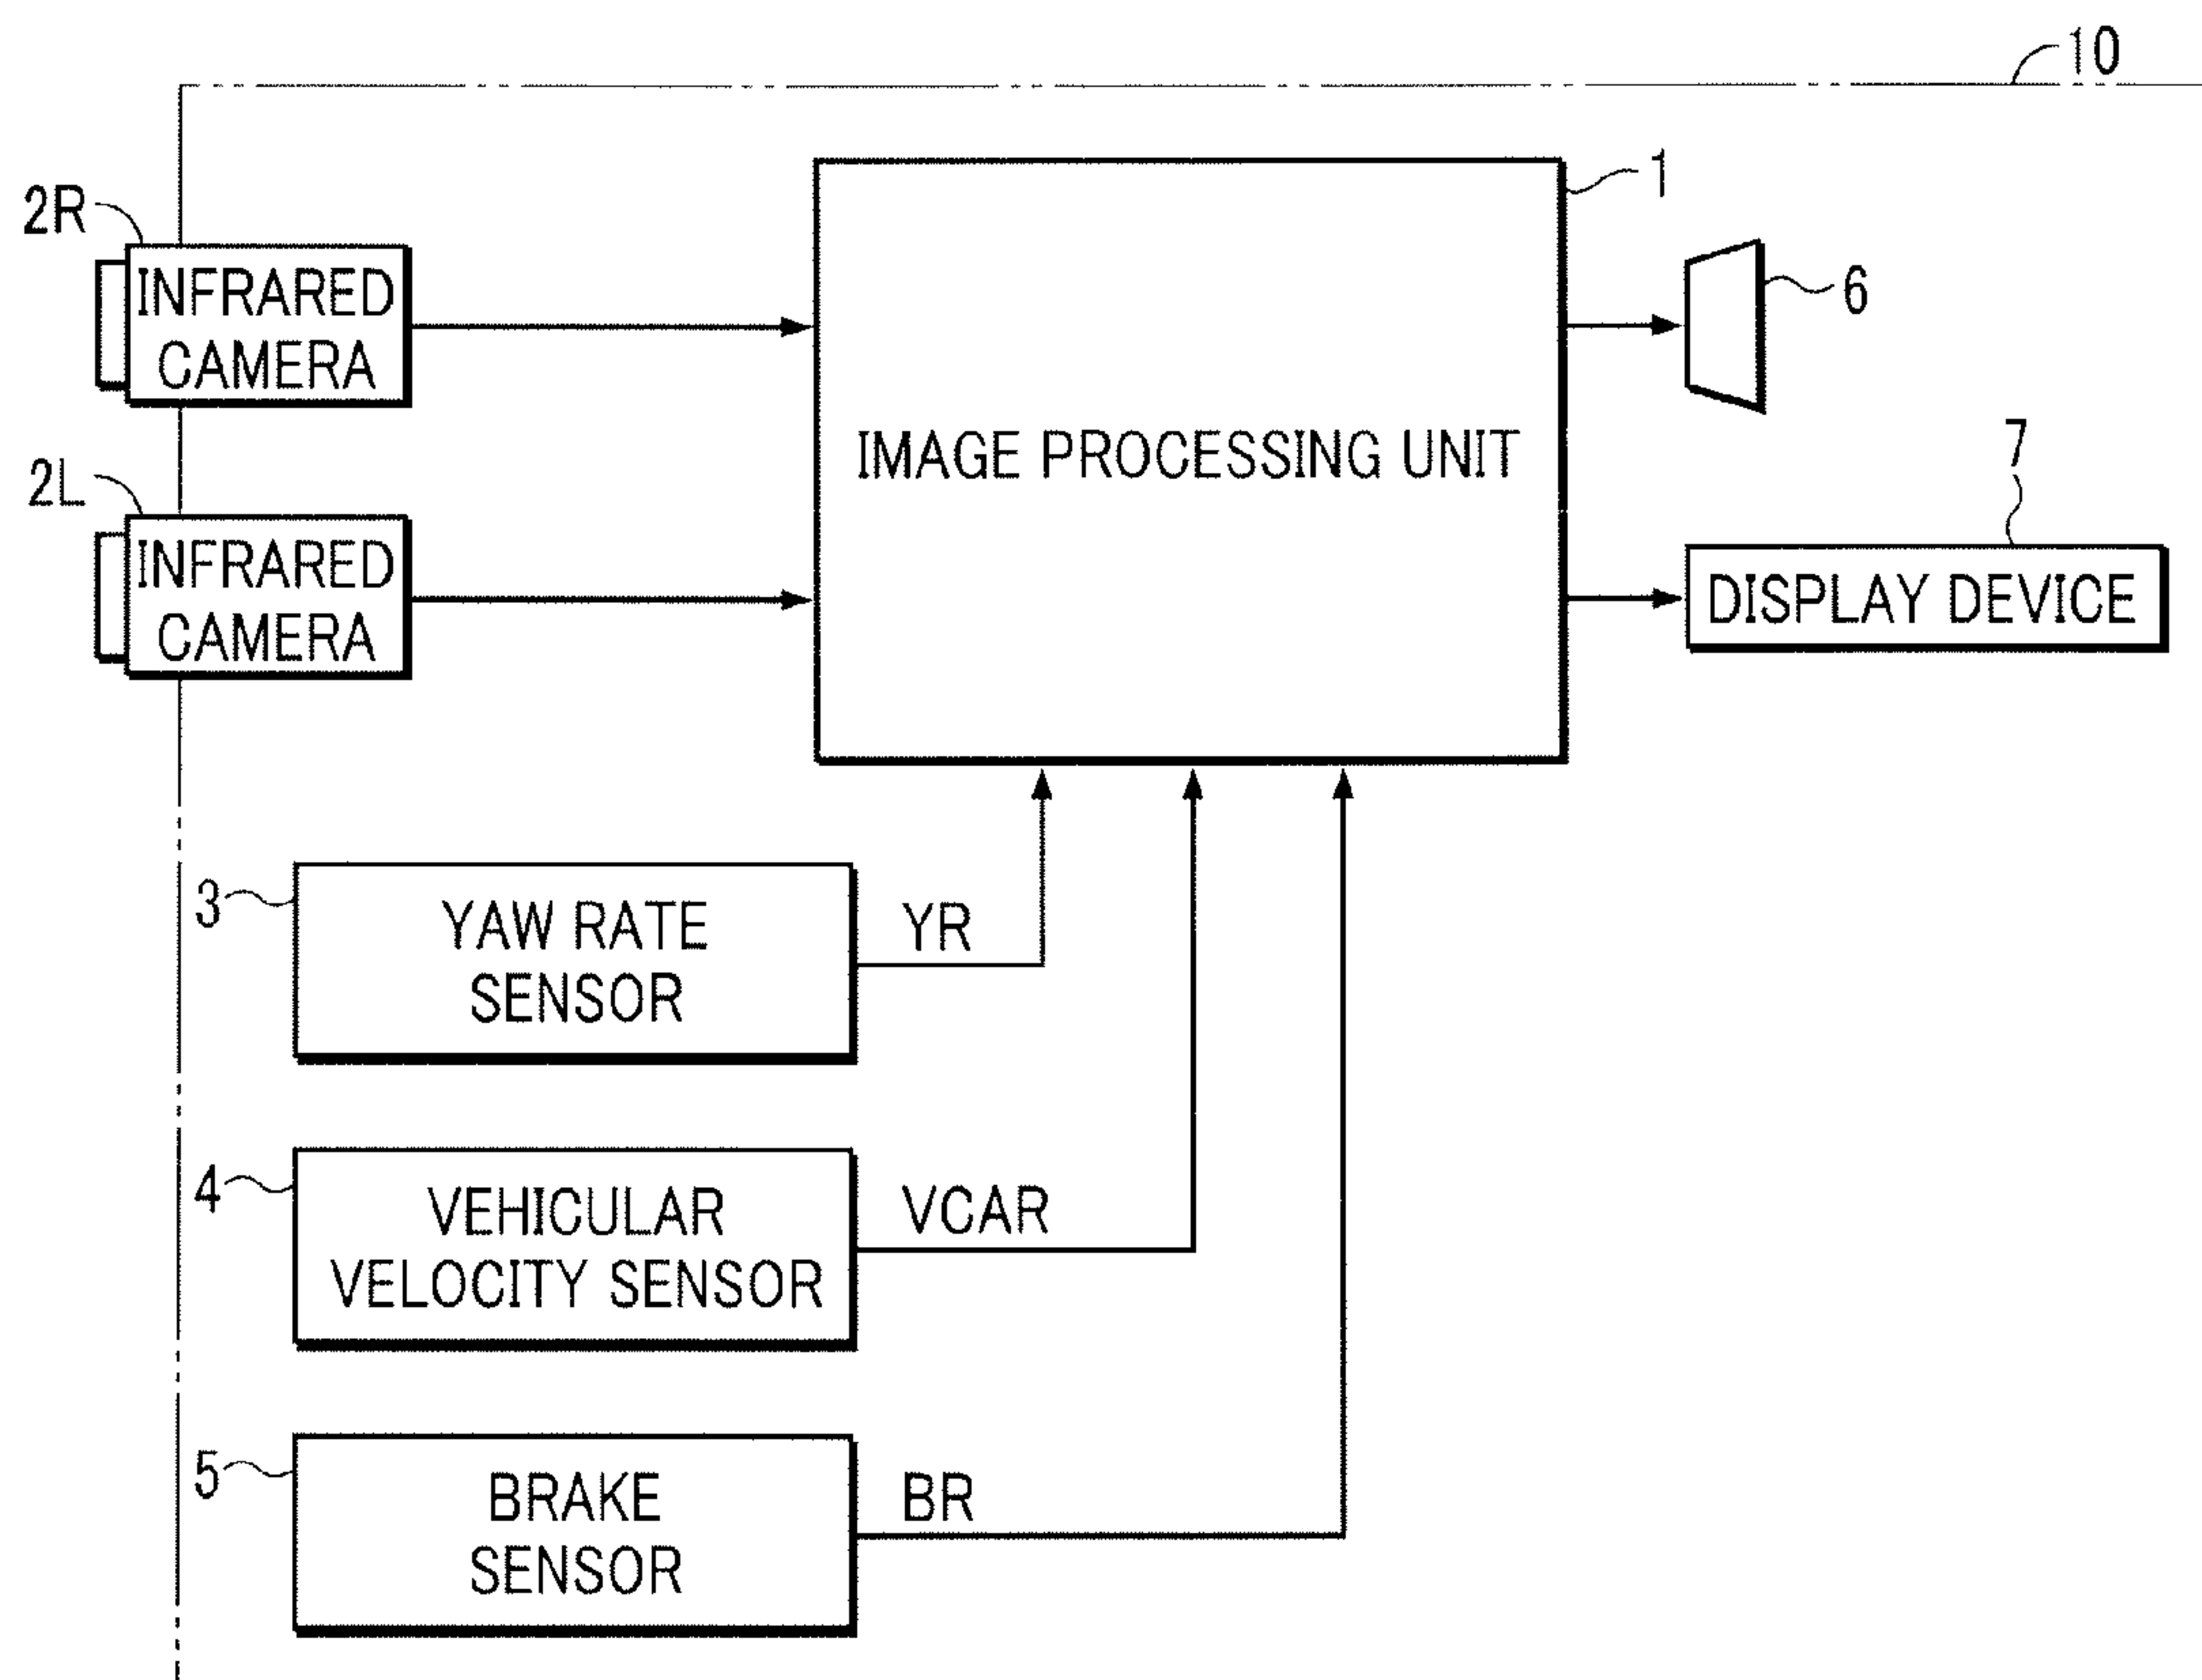 10
1
2R
INFRARED
CAMERA
6
IMAGE PROCESSING UNIT
7
2L
INFRARED
CAMERA
DISPLAY DEVICE
3
YAW RATE
SENSOR
YR
4
VEHICULAR
VELOCITY SENSOR
VCAR
5
BRAKE
SENSOR
BR